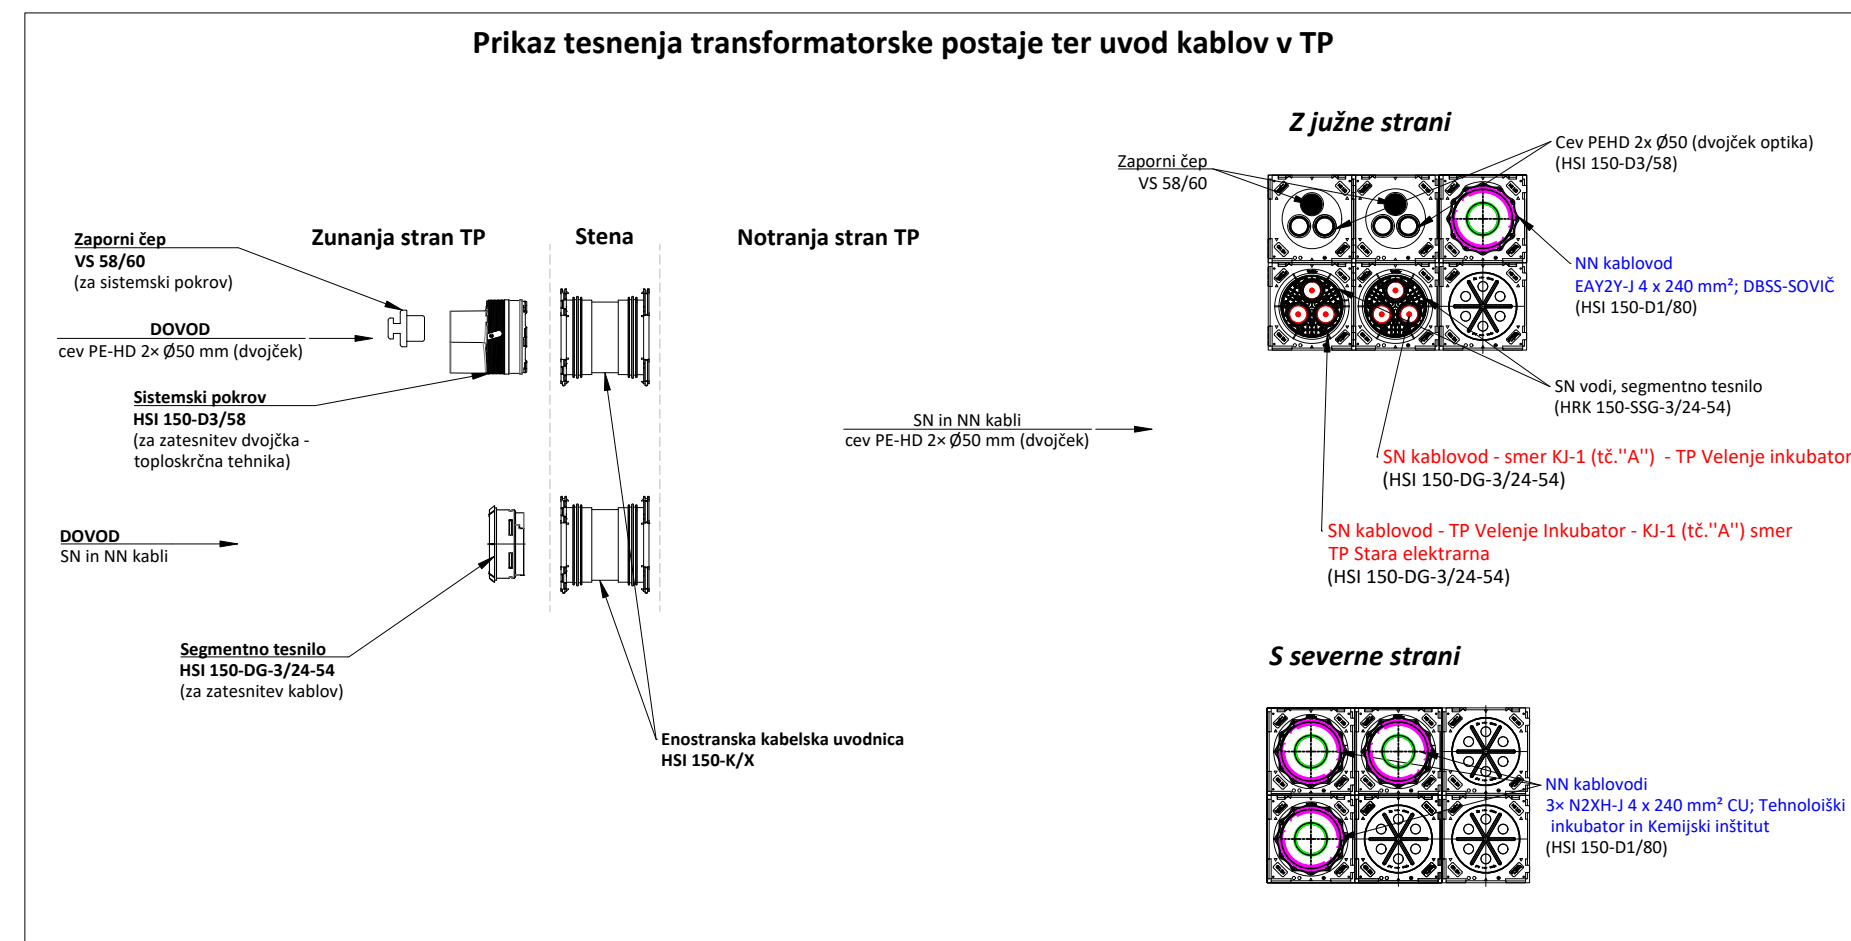 Prikaz tesnenja transformatorske postaje ter uvod kablov v TP
Zunanja stran TP
Stena
Notranja stran TP
Zaporni čep
VS 58/60
(za sistemski pokrov)
DOVOD
cev PE-HD 2× Ø50 mm (dvojček)
Sistemski pokrov
HSI 150-D3/58
(za zatesnitev dvojčka -
toploskrčna tehnika)
DOVOD
SN in NN kabli
Segmentno tesnilo
HSI 150-DG-3/24-54
(za zatesnitev kablov)
Enostranska kabelska uvodnica
HSI 150-K/X
SN in NN kabli
cev PE-HD 2× Ø50 mm (dvojček)
Z južne strani
Zaporni čep
VS 58/60
Cev PEHD 2x Ø50 (dvojček optika)
(HSI 150-D3/58)
NN kablovod
EAY2Y-J 4 x 240 mm²; DBSS-SOVIČ
(HSI 150-D1/80)
SN vodi, segmentno tesnilo
(HRK 150-SSG-3/24-54)
SN kablovod - smer KJ-1 (tč.''A'') - TP Velenje inkubator
(HSI 150-DG-3/24-54)
SN kablovod - TP Velenje Inkubator - KJ-1 (tč.''A'') smer
TP Stara elektrarna
(HSI 150-DG-3/24-54)
S severne strani
NN kablovodi
3× N2XH-J 4 x 240 mm² CU; Tehnoloiški
inkubator in Kemijski inštitut
(HSI 150-D1/80)